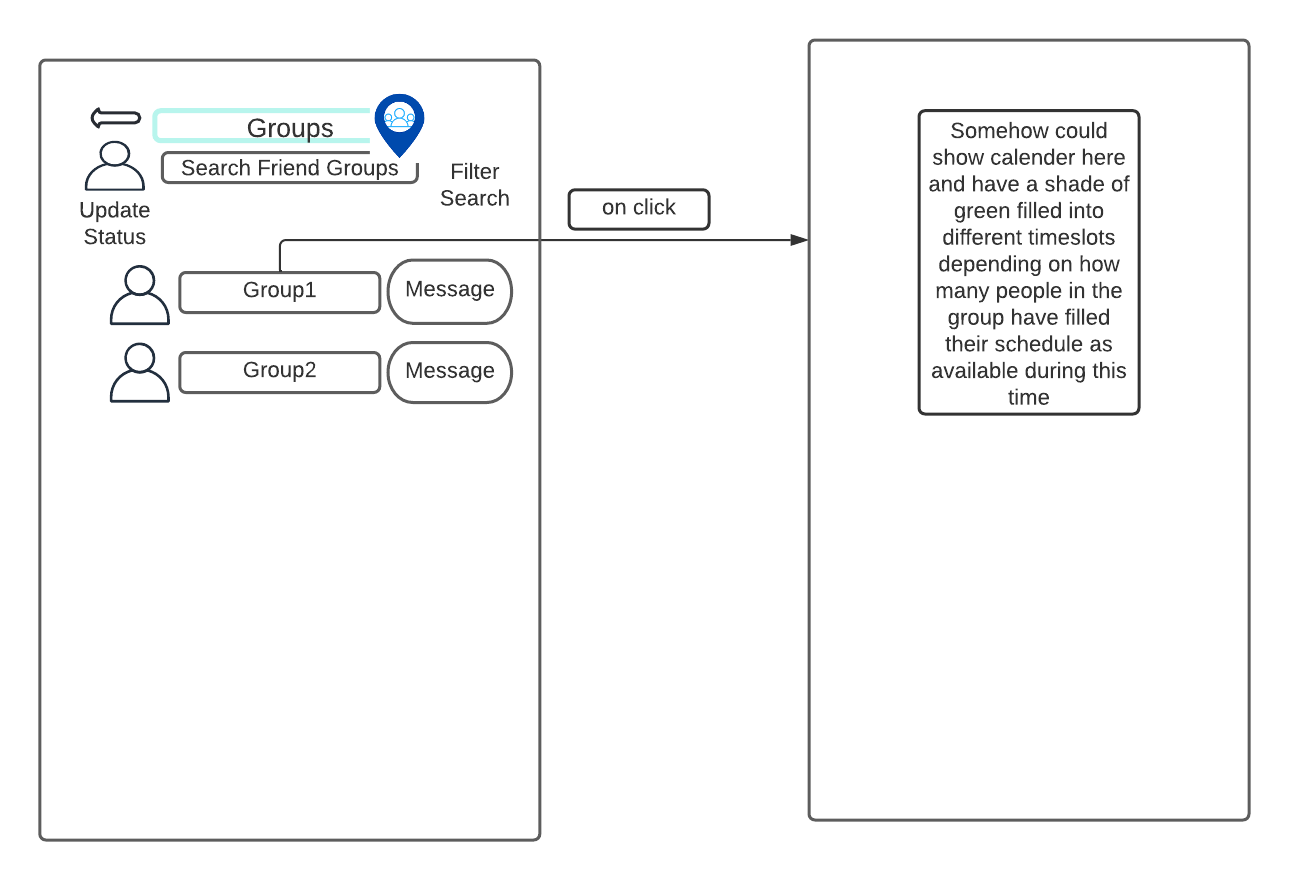 Groups
Search Friend Groups
Filter
Search
Update
Status
on click
Group1
Message
Group2
Message
Somehow could
show calender here
and have a shade of
green filled into
different timeslots
depending on how
many people in the
group have filled
their schedule as
available during this
time